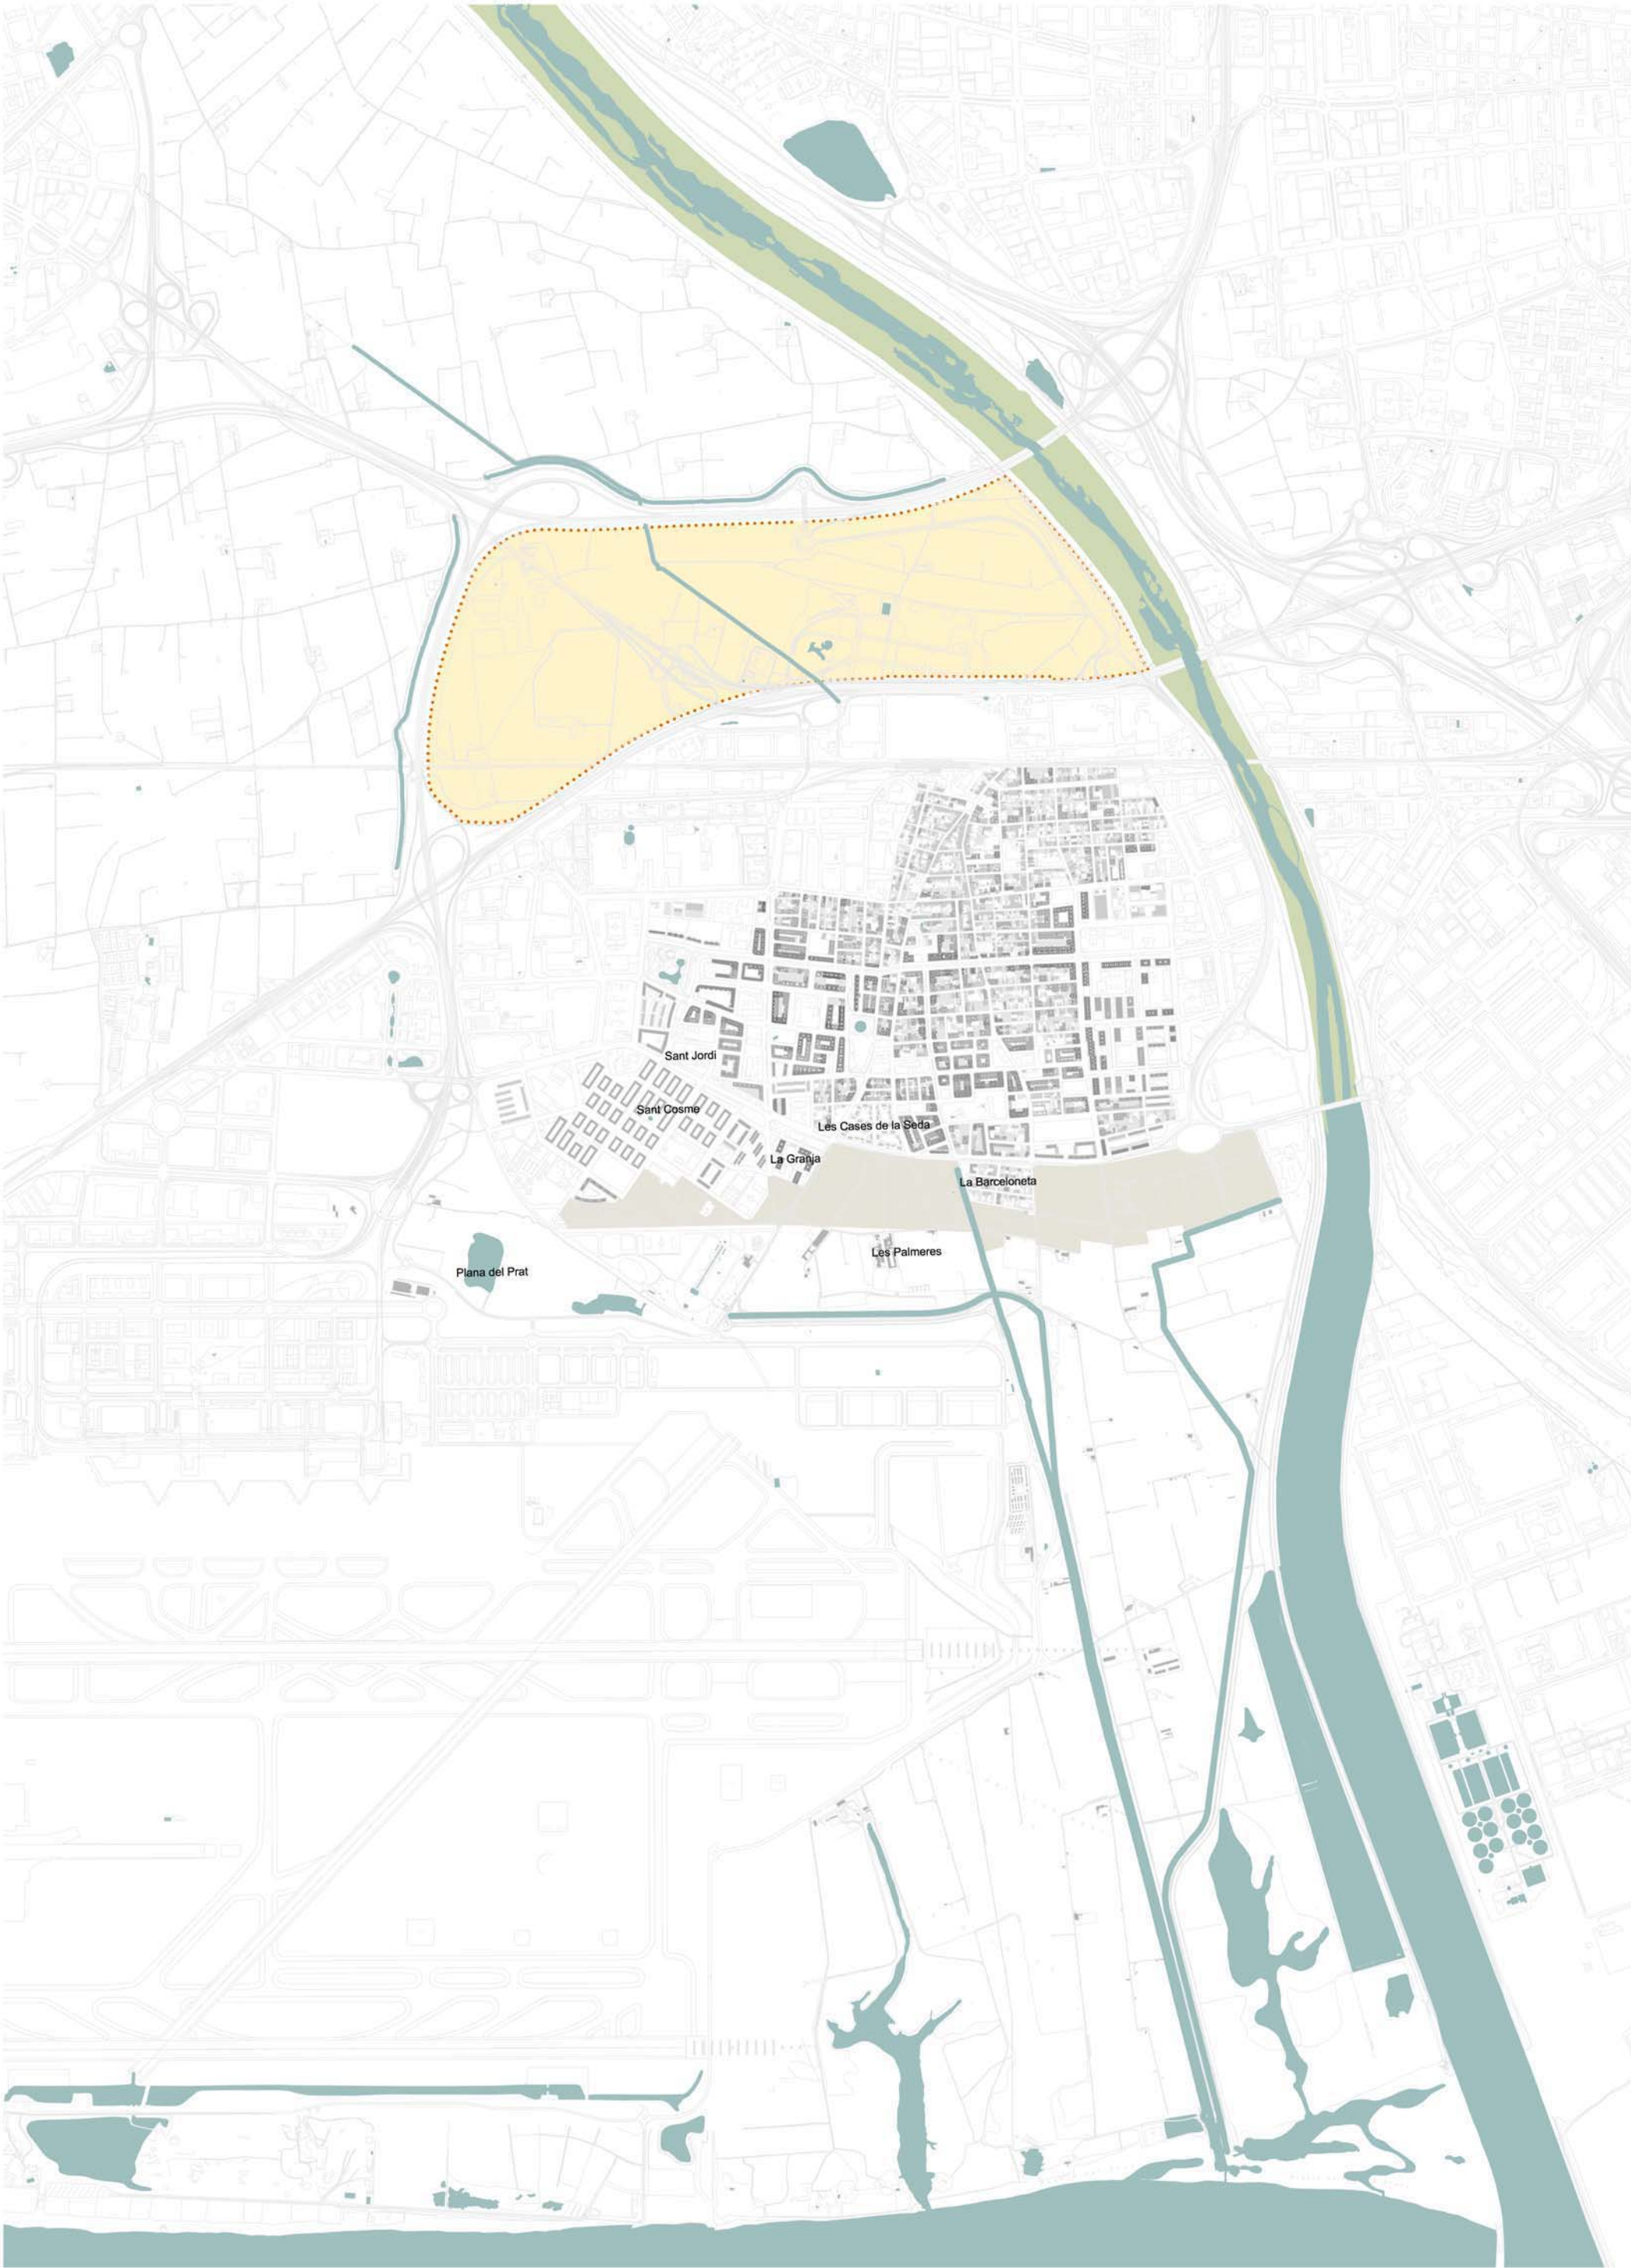 Sant Jordi
Sant Cosme
Les Cases de la Seda
La Granja
La Barceloneta
Les Palmeres
Plana del Prat